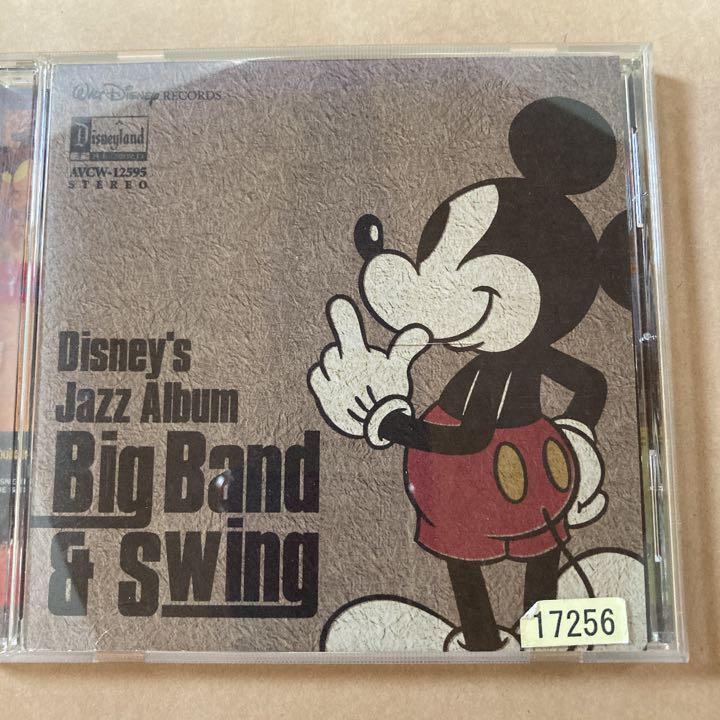 WALT DISNEY RECORDS
Disneyland
AVCW-12595
STEREO
Disney's
Jazz Album
Big Band
& swing
17256